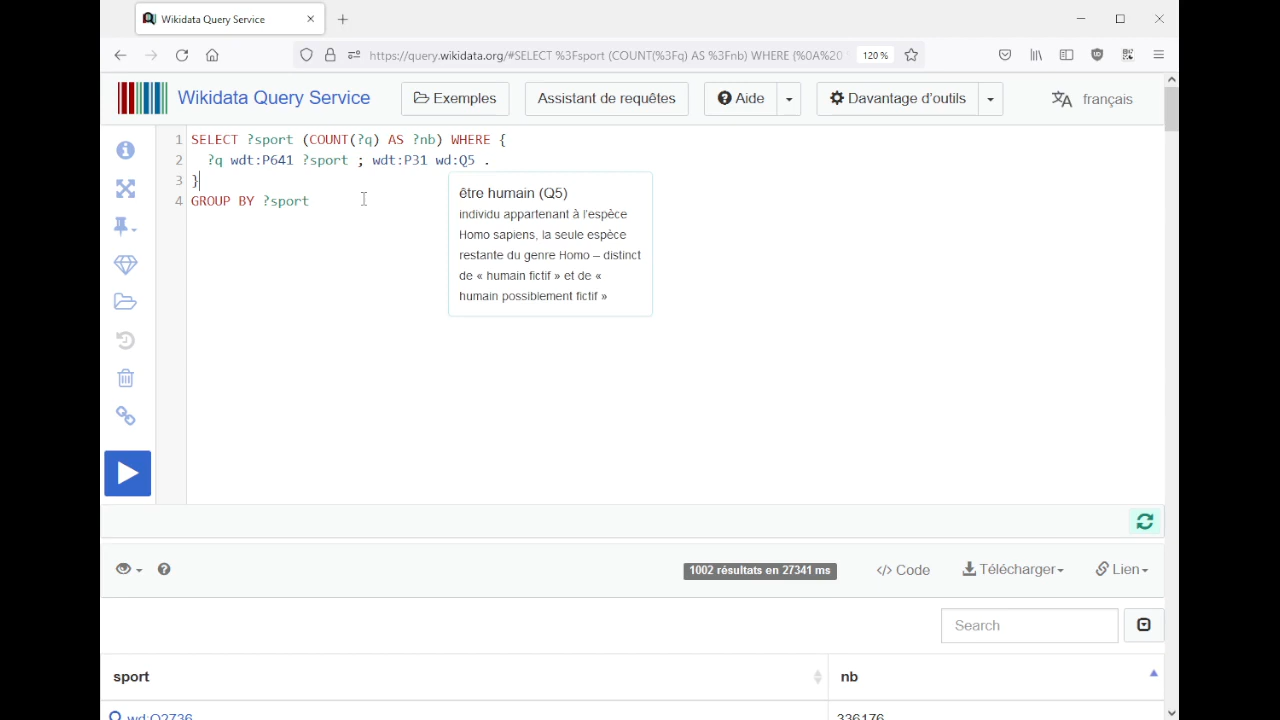 Wikidata Query Service
https://query.wikidata.org/#SELECT %3Fsport (COUNT(%3Fq) AS %3Fnb) WHERE {%0A%20
120 %
Wikidata Query Service
Exemples
Assistant de requêtes
Aide
Davantage d'outils
français
1 SELECT ?sport (COUNT(?q) AS ?nb) WHERE {
2 ?q wdt:P641 ?sport ; wdt:P31 wd:Q5 .
3 }
4 GROUP BY ?sport
être humain (Q5)
individu appartenant à l'espèce
Homo sapiens, la seule espèce
restante du genre Homo – distinct
de « humain fictif » et de «
humain possiblement fictif »
1002 résultats en 27341 ms
</> Code
Télécharger
Lien
Search
sport
nb
wd:Q2736
336176